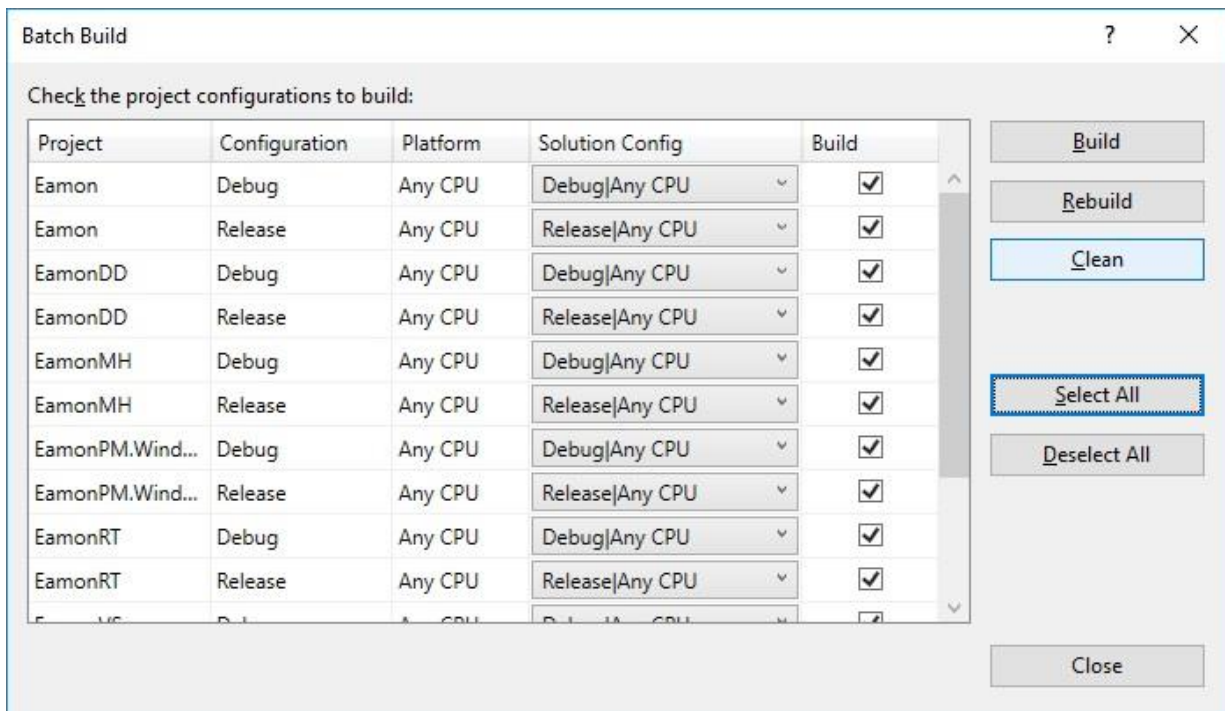 Batch Build ?
Check the project configurations to build:
Project Configuration Platform Solution Config Build
Eamon Debug Any CPU Debug|Any CPU
Eamon Release Any CPU Release|Any CPU
EamonDD Debug Any CPU Debug|Any CPU
EamonDD Release Any CPU Release|Any CPU
EamonMH Debug Any CPU Debug|Any CPU
EamonMH Release Any CPU Release|Any CPU
EamonPM.Wind... Debug Any CPU Debug|Any CPU
EamonPM.Wind... Release Any CPU Release|Any CPU
EamonRT Debug Any CPU Debug|Any CPU
EamonRT Release Any CPU Release|Any CPU
Build
Rebuild
Clean
Select All
Deselect All
Close